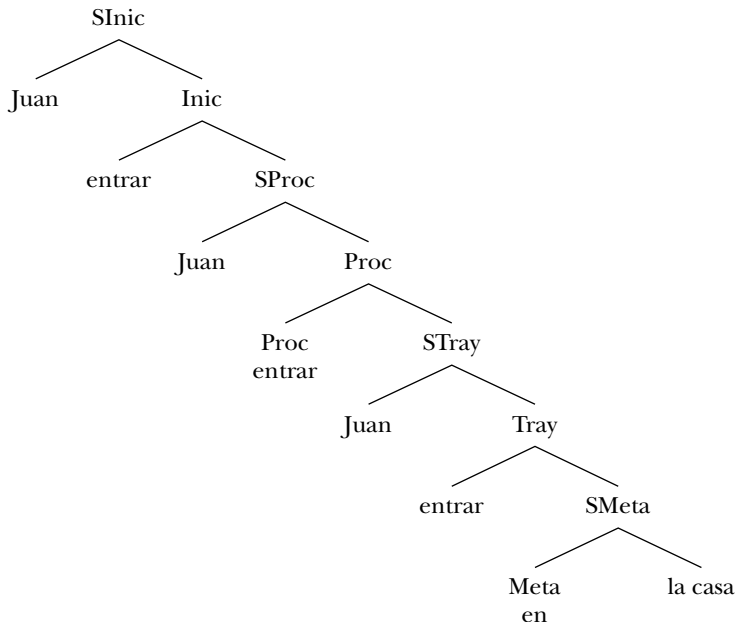 SInic
Juan Inic
entrar SProc
Juan Proc
Proc STray
entrar
Juan Tray
entrar SMeta
Meta la casa
en